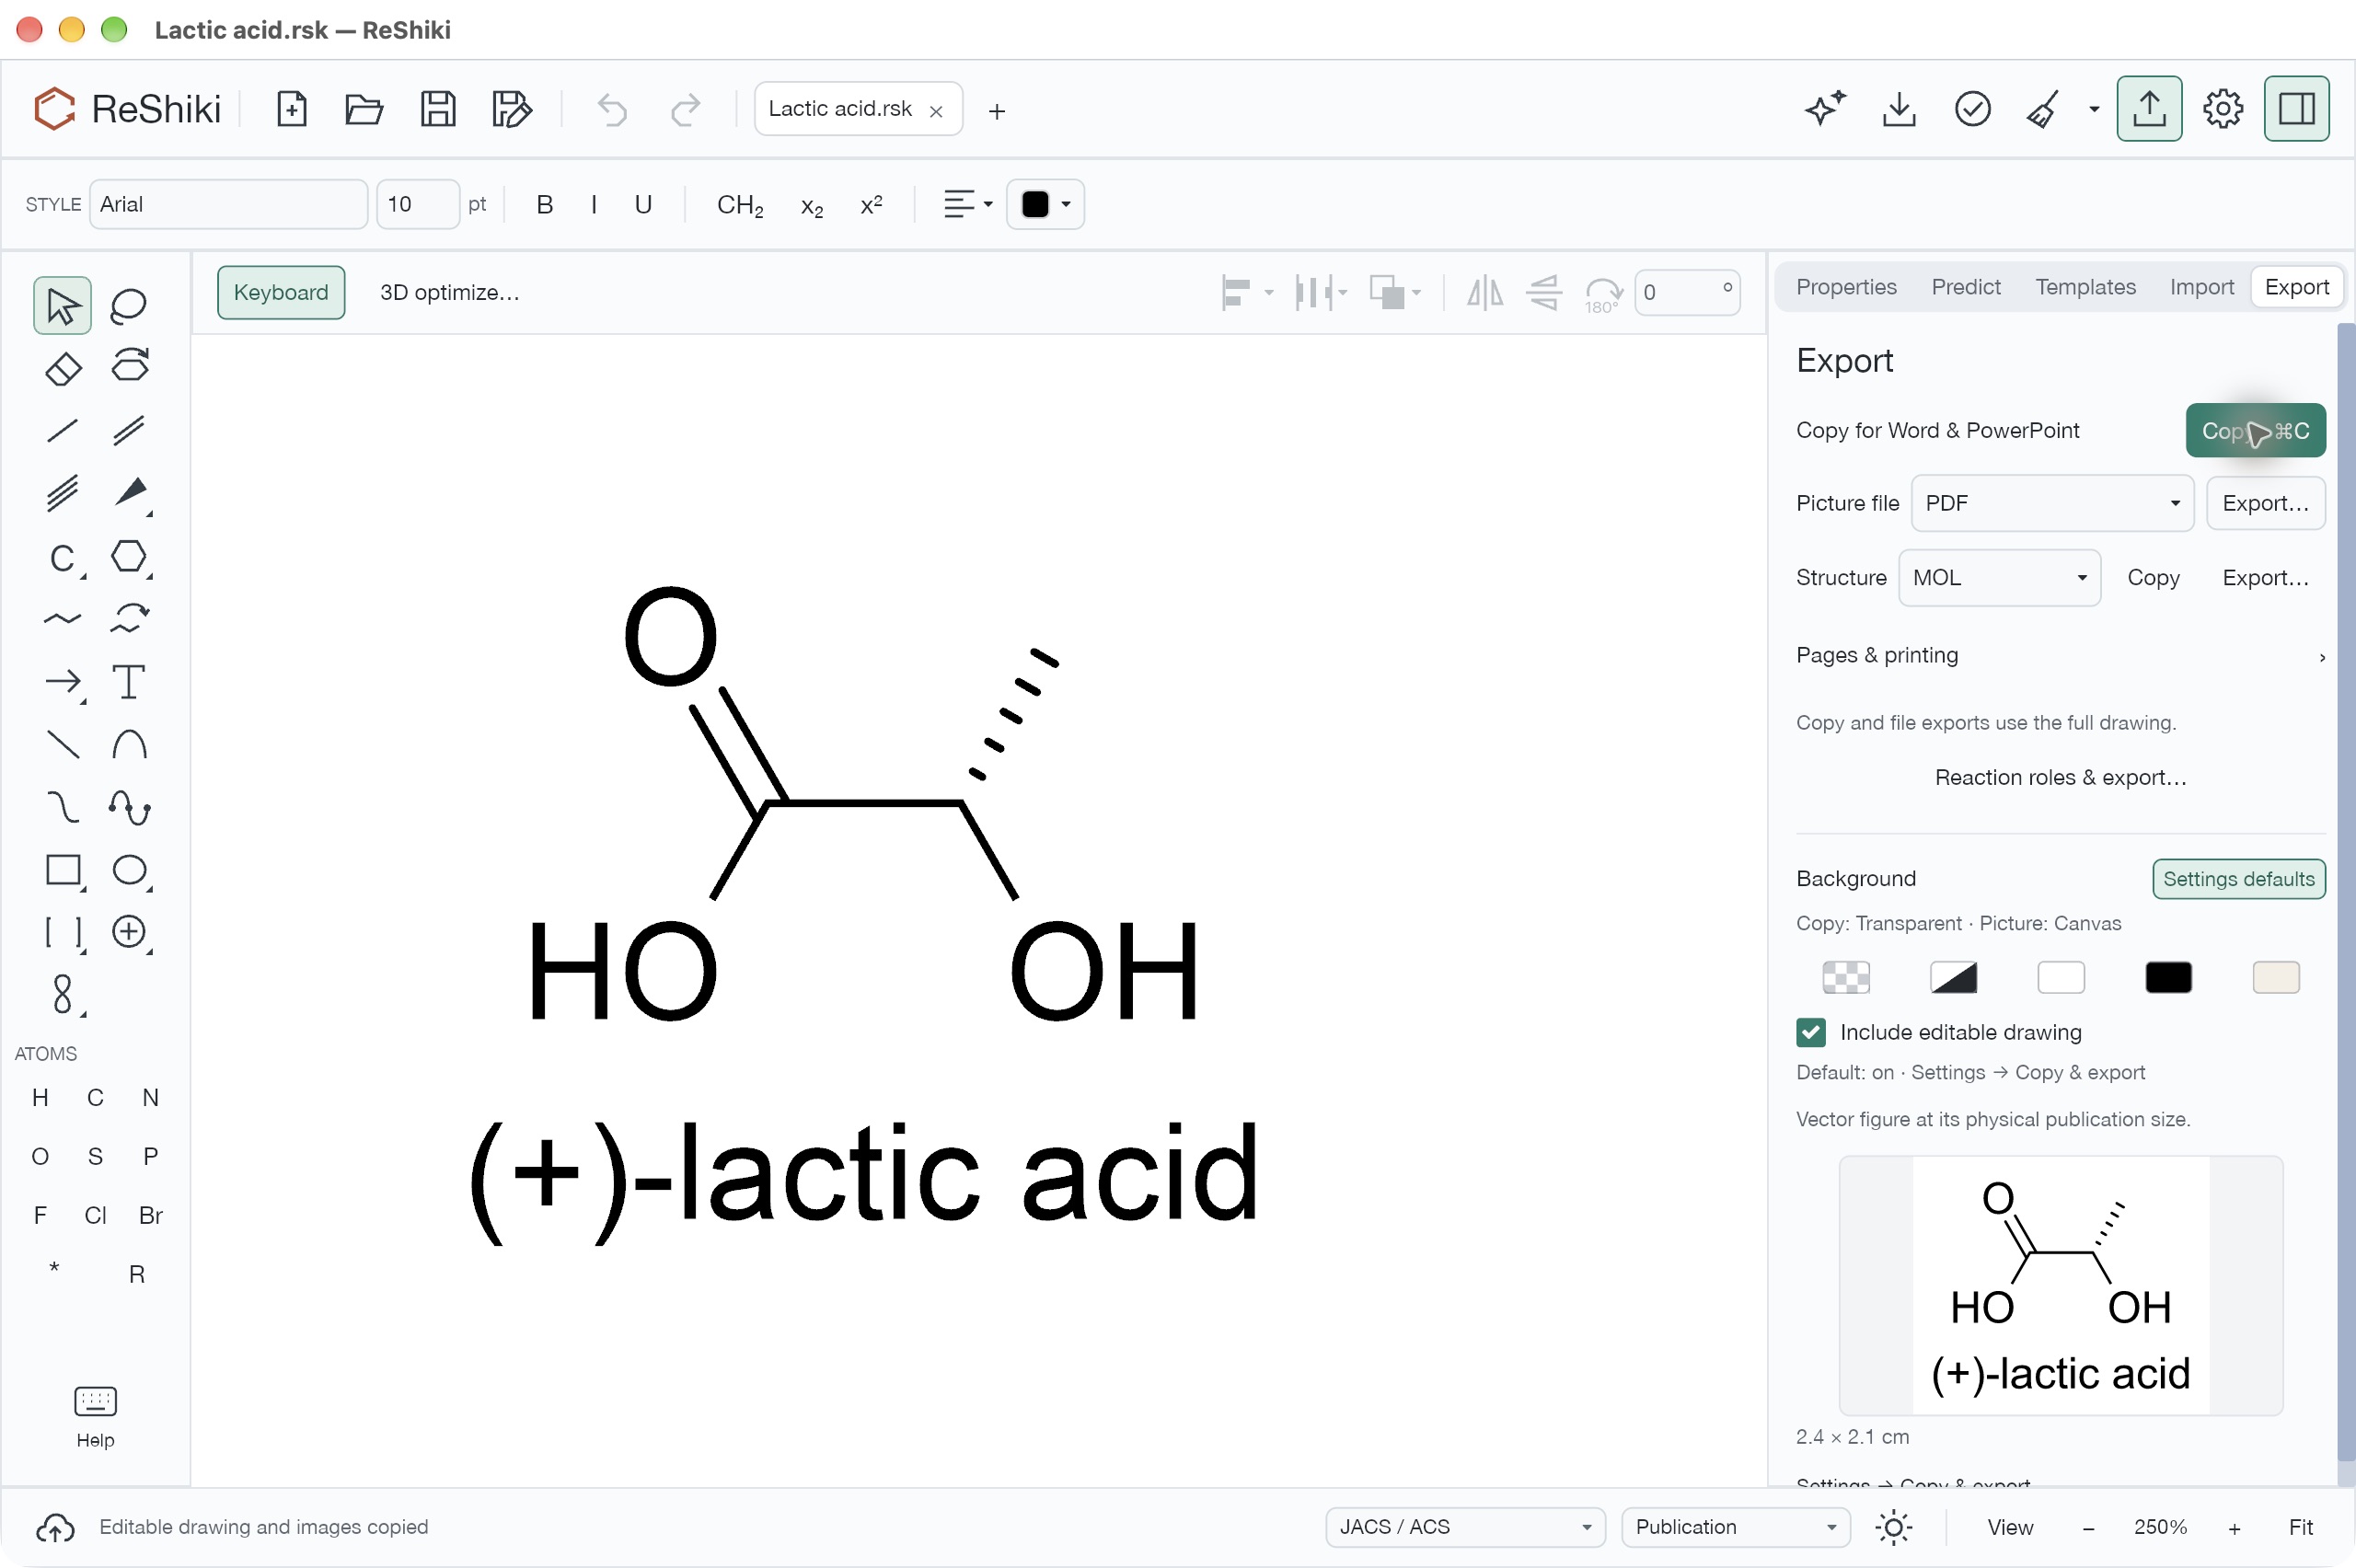 Lactic acid.rsk — ReShiki
ReShiki
Lactic acid.rsk
STYLE Arial 10 pt B I U CH₂ x₂ x²
Keyboard 3D optimize…
180° 0 °
Properties Predict Templates Import Export
Export
Copy for Word & PowerPoint Copy ⌘C
Picture file PDF Export…
Structure MOL Copy Export…
Pages & printing ›
Copy and file exports use the full drawing.
Reaction roles & export…
Background Settings defaults
Copy: Transparent · Picture: Canvas
Include editable drawing
Default: on · Settings → Copy & export
Vector figure at its physical publication size.
O
HO OH
(+)-lactic acid
2.4 × 2.1 cm
Settings → Copy & export
C
T
ATOMS
H C N
O S P
F Cl Br
* R
Help
O
HO OH
(+)-lactic acid
Editable drawing and images copied
JACS / ACS Publication View − 250% + Fit